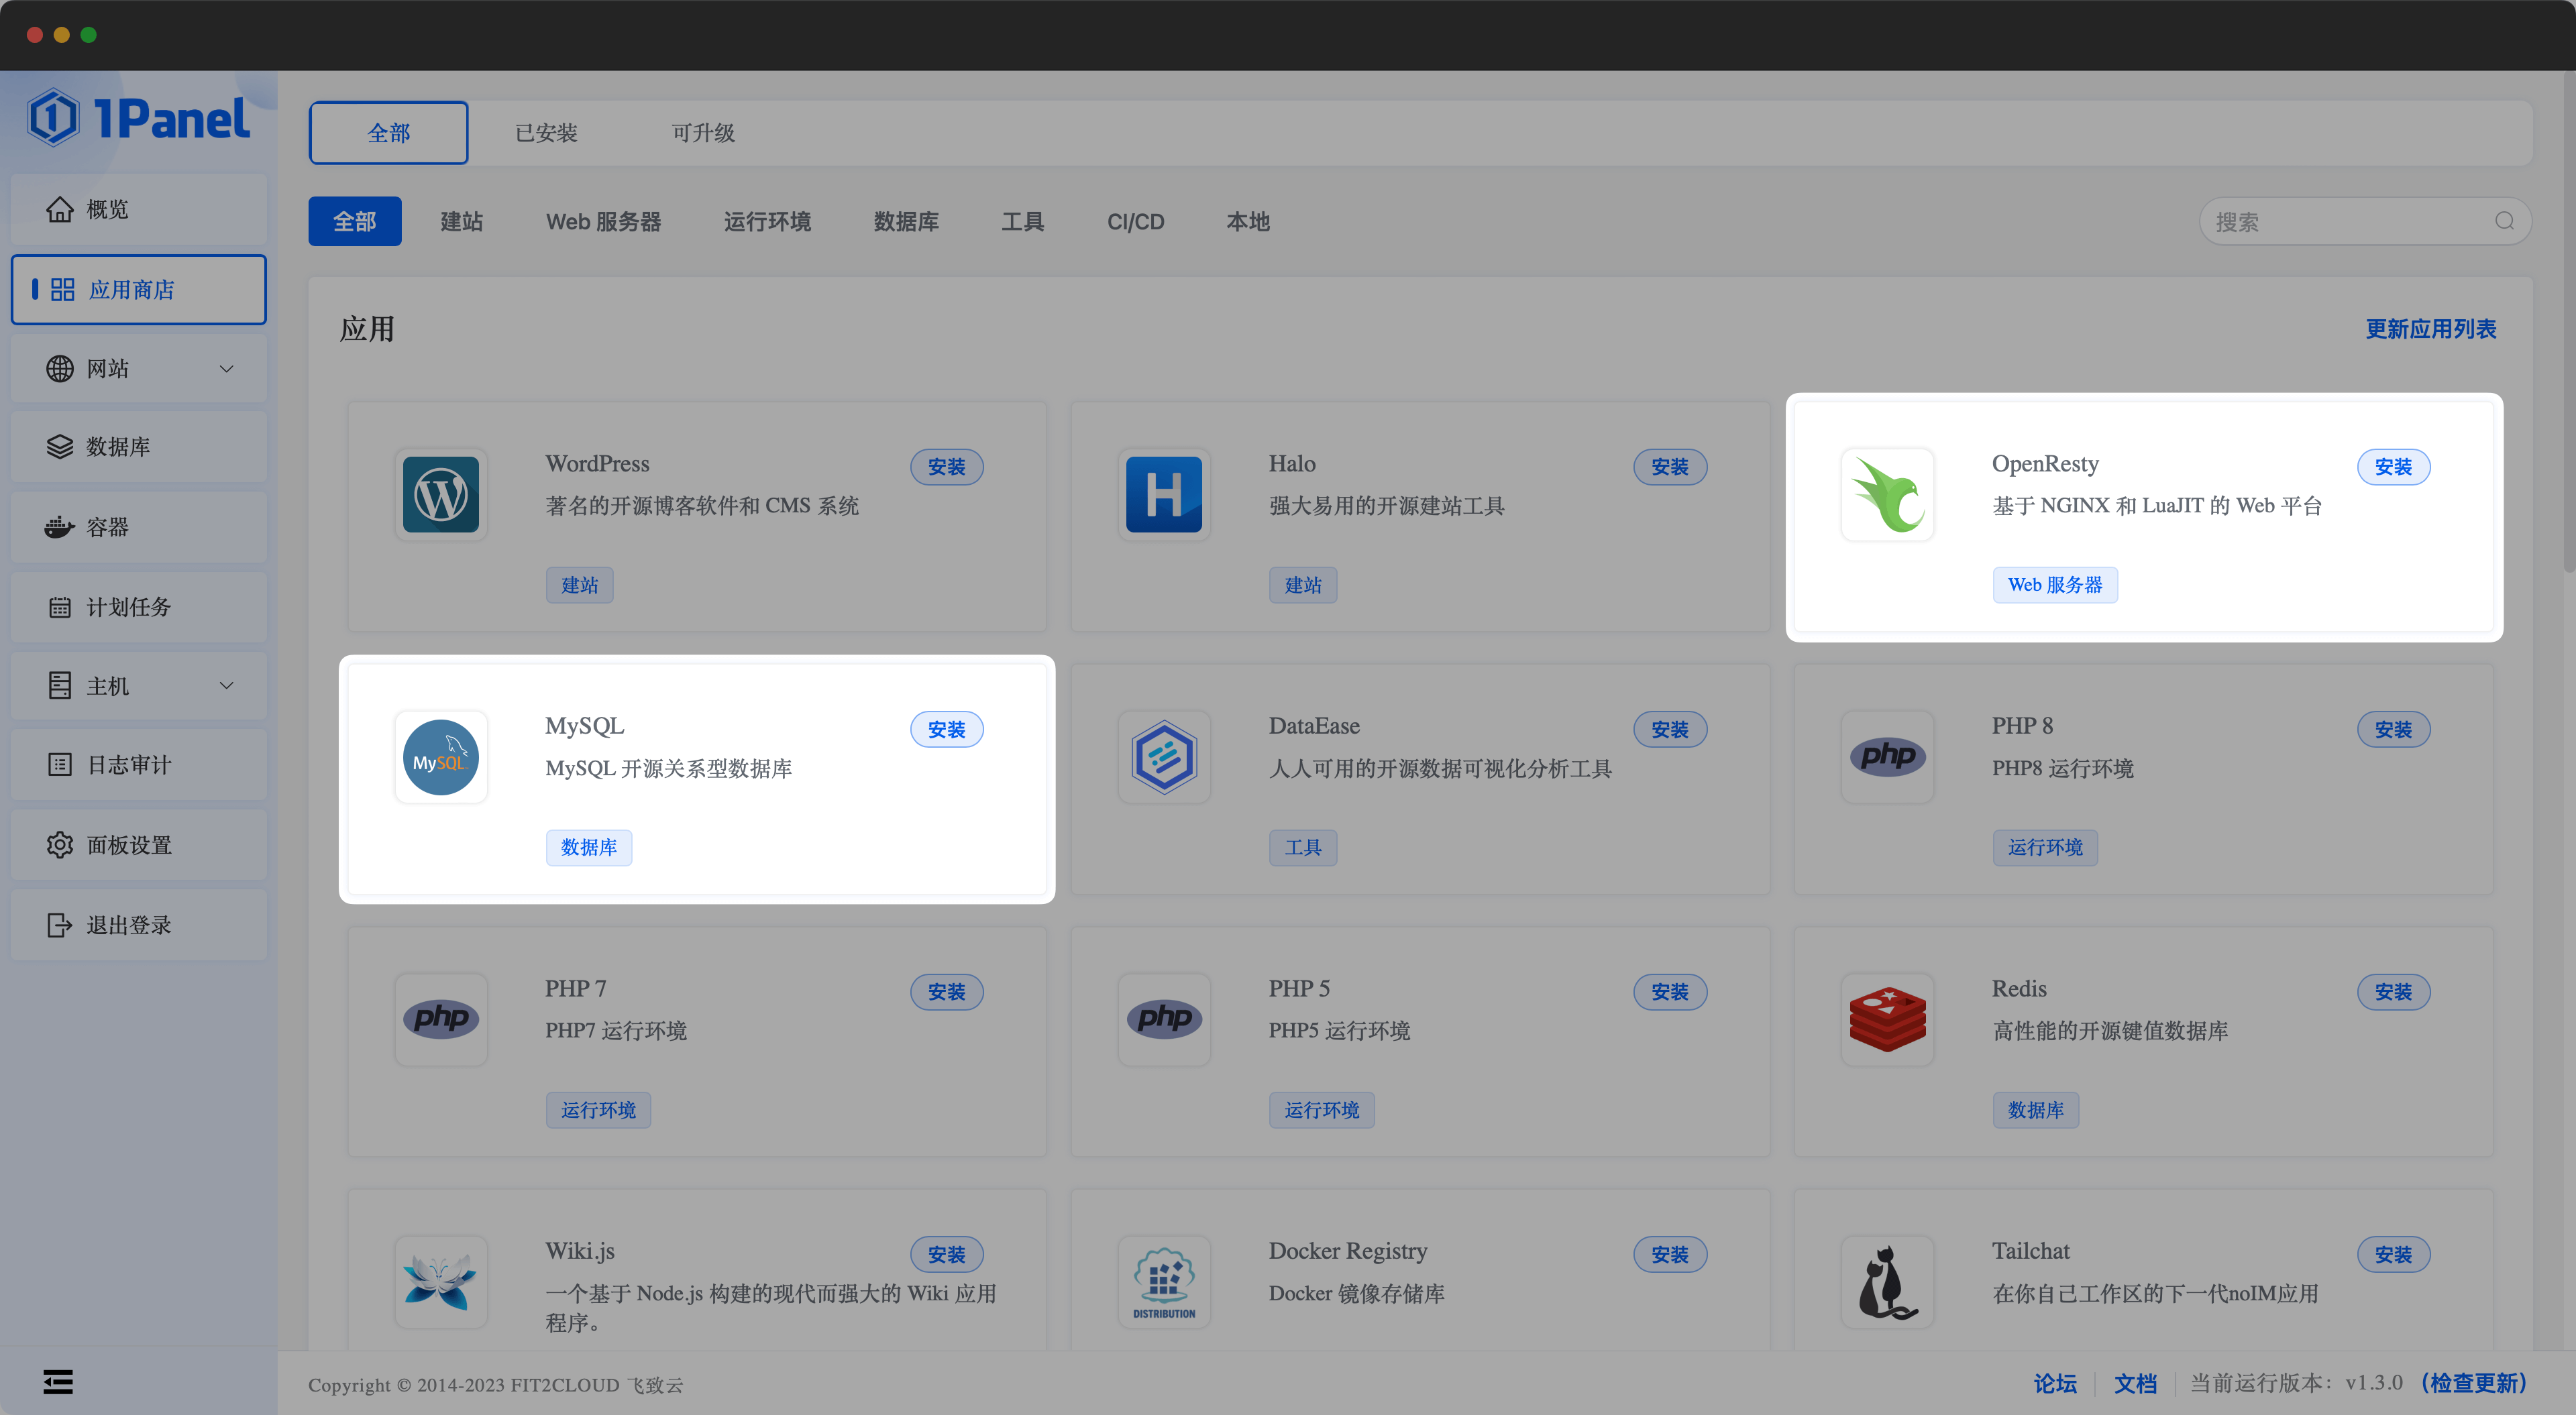 1Panel
概览
应用商店
网站
数据库
容器
计划任务
主机
日志审计
面板设置
退出登录
全部 已安装 可升级
全部 建站 Web 服务器 运行环境 数据库 工具 CI/CD 本地 搜索
应用 更新应用列表
WordPress 安装
著名的开源博客软件和 CMS 系统
建站
Halo 安装
强大易用的开源建站工具
建站
OpenResty 安装
基于 NGINX 和 LuaJIT 的 Web 平台
Web 服务器
MySQL
MySQL 安装
MySQL 开源关系型数据库
数据库
DataEase 安装
人人可用的开源数据可视化分析工具
工具
php
PHP 8 安装
PHP8 运行环境
运行环境
php
PHP 7 安装
PHP7 运行环境
运行环境
php
PHP 5 安装
PHP5 运行环境
运行环境
Redis 安装
高性能的开源键值数据库
数据库
Wiki.js 安装
一个基于 Node.js 构建的现代而强大的 Wiki 应用
程序。
DISTRIBUTION
Docker Registry 安装
Docker 镜像存储库
Tailchat 安装
在你自己工作区的下一代noIM应用
Copyright © 2014-2023 FIT2CLOUD 飞致云
论坛 文档 当前运行版本：v1.3.0 （检查更新）